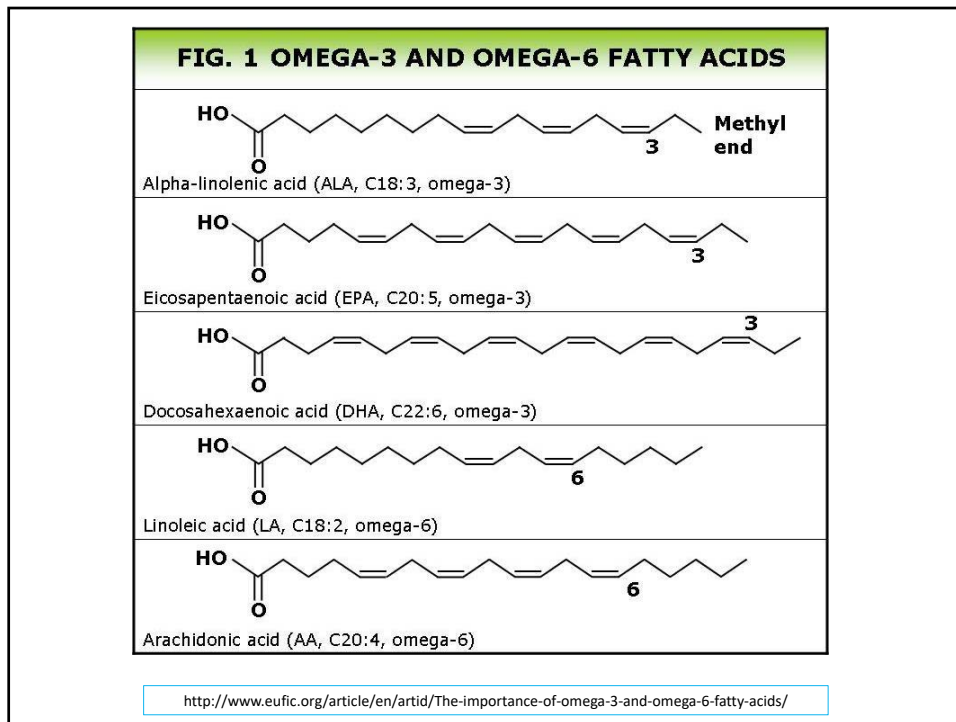 FIG. 1 OMEGA-3 AND OMEGA-6 FATTY ACIDS
HO
O
3
Methyl
end
Alpha-linolenic acid (ALA, C18:3, omega-3)
HO
O
3
Eicosapentaenoic acid (EPA, C20:5, omega-3)
HO
O
3
Docosahexaenoic acid (DHA, C22:6, omega-3)
HO
O
6
Linoleic acid (LA, C18:2, omega-6)
HO
O
6
Arachidonic acid (AA, C20:4, omega-6)
http://www.eufic.org/article/en/artid/The-importance-of-omega-3-and-omega-6-fatty-acids/